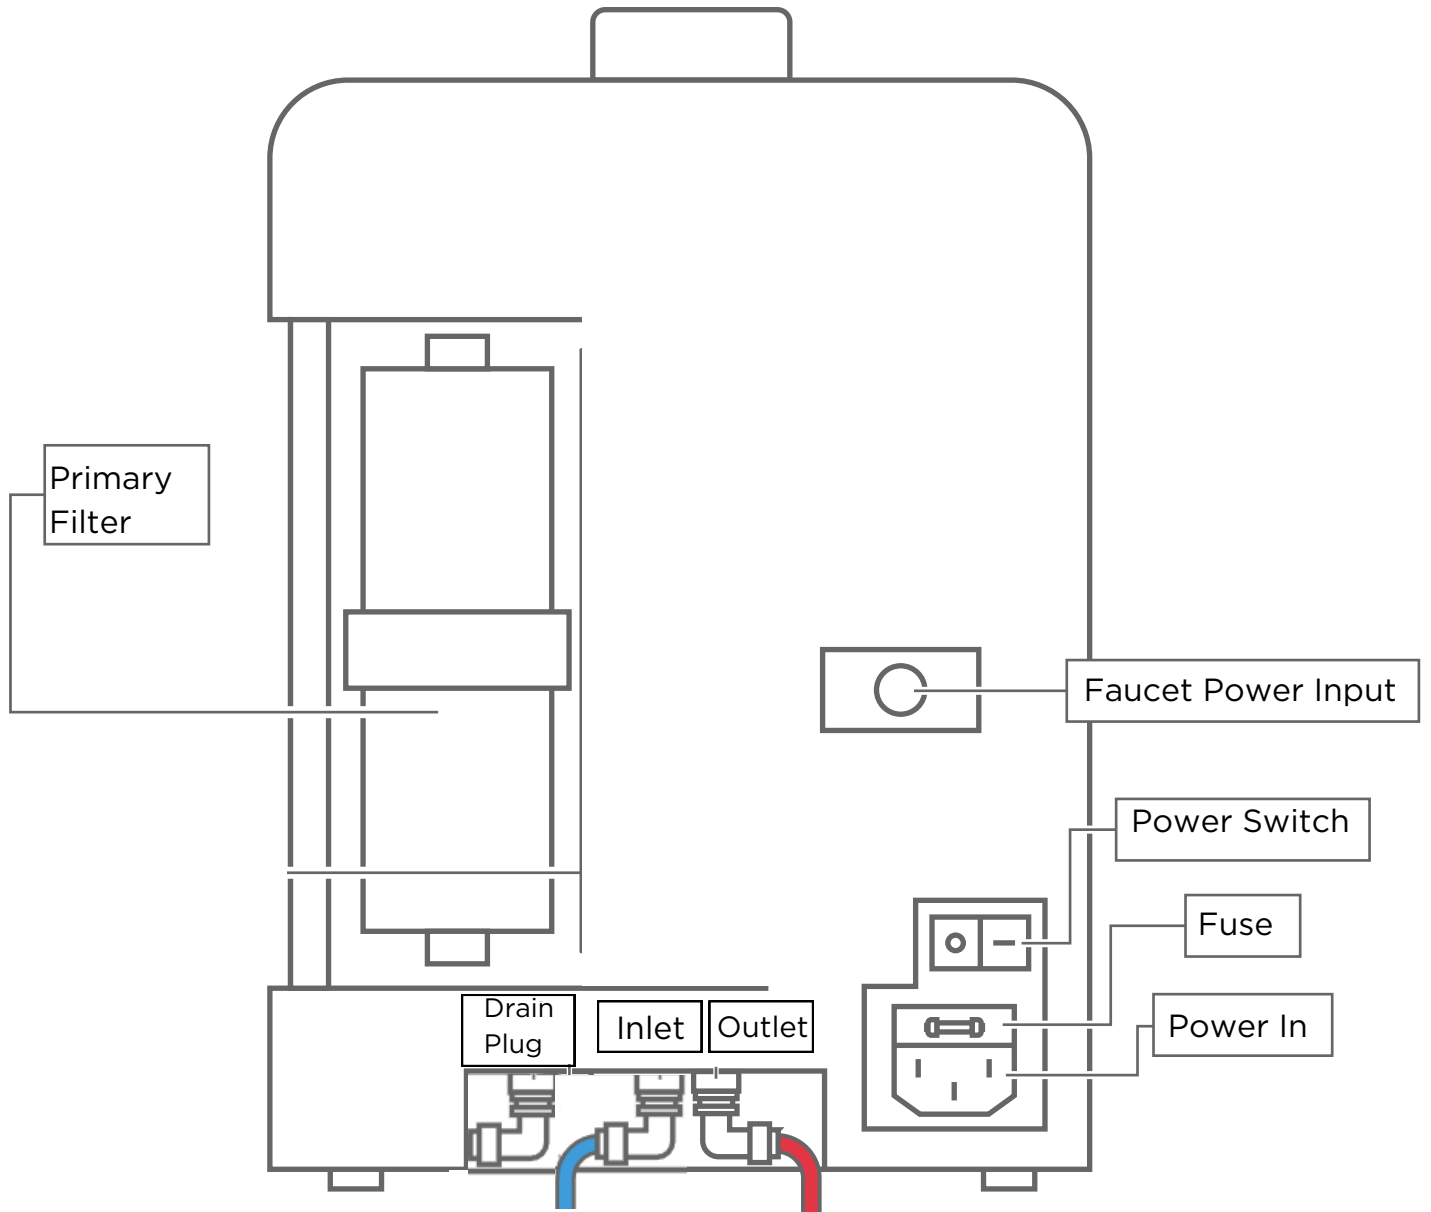 Primary
Filter
Faucet Power Input
Power Switch
Fuse
Power In
Drain
Plug
Inlet
Outlet